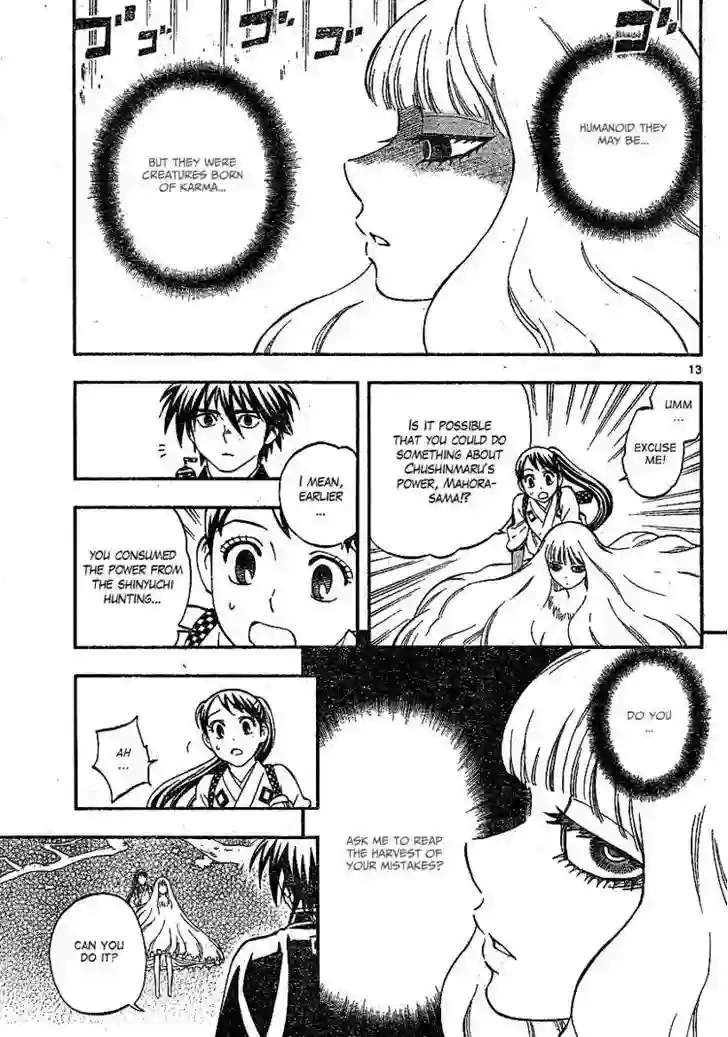 ゴゴ
ゴゴ
ゴゴ
HUMANOID THEY
MAY BE...
BUT THEY WERE
CREATURES BORN
OF KARMA...
13
UMM
...
EXCUSE
ME!
IS IT POSSIBLE
THAT YOU COULD DO
SOMETHING ABOUT
CHUSHINMARU'S
POWER, MAHORA-
SAMA!?
I MEAN,
EARLIER
...
YOU CONSUMED
THE POWER FROM
THE SHINYUCHI
HUNTING...
DO YOU
...
ASK ME TO REAP
THE HARVEST OF
YOUR MISTAKES?
AH
...
CAN YOU
DO IT?